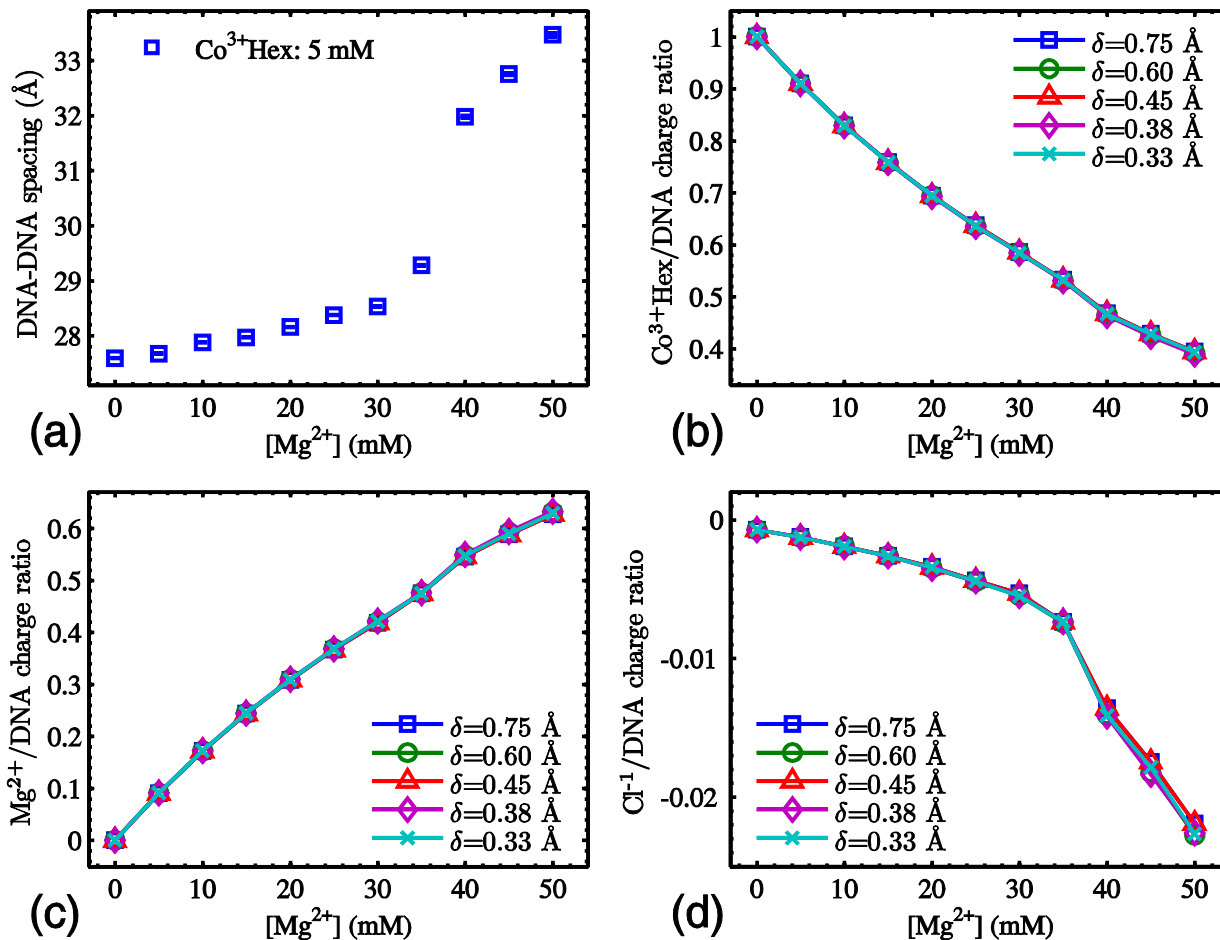 33
32
31
30
29
28
DNA-DNA spacing (Å)
Co³⁺Hex: 5 mM
0 10 20 30 40 50
[Mg²⁺] (mM)
(a)
1
0.9
0.8
0.7
0.6
0.5
0.4
Co³⁺Hex/DNA charge ratio
δ=0.75 Å
δ=0.60 Å
δ=0.45 Å
δ=0.38 Å
δ=0.33 Å
0 10 20 30 40 50
[Mg²⁺] (mM)
(b)
0.6
0.5
0.4
0.3
0.2
0.1
0
Mg²⁺/DNA charge ratio
δ=0.75 Å
δ=0.60 Å
δ=0.45 Å
δ=0.38 Å
δ=0.33 Å
0 10 20 30 40 50
[Mg²⁺] (mM)
(c)
0
-0.01
-0.02
Cl⁻¹/DNA charge ratio
δ=0.75 Å
δ=0.60 Å
δ=0.45 Å
δ=0.38 Å
δ=0.33 Å
0 10 20 30 40 50
[Mg²⁺] (mM)
(d)